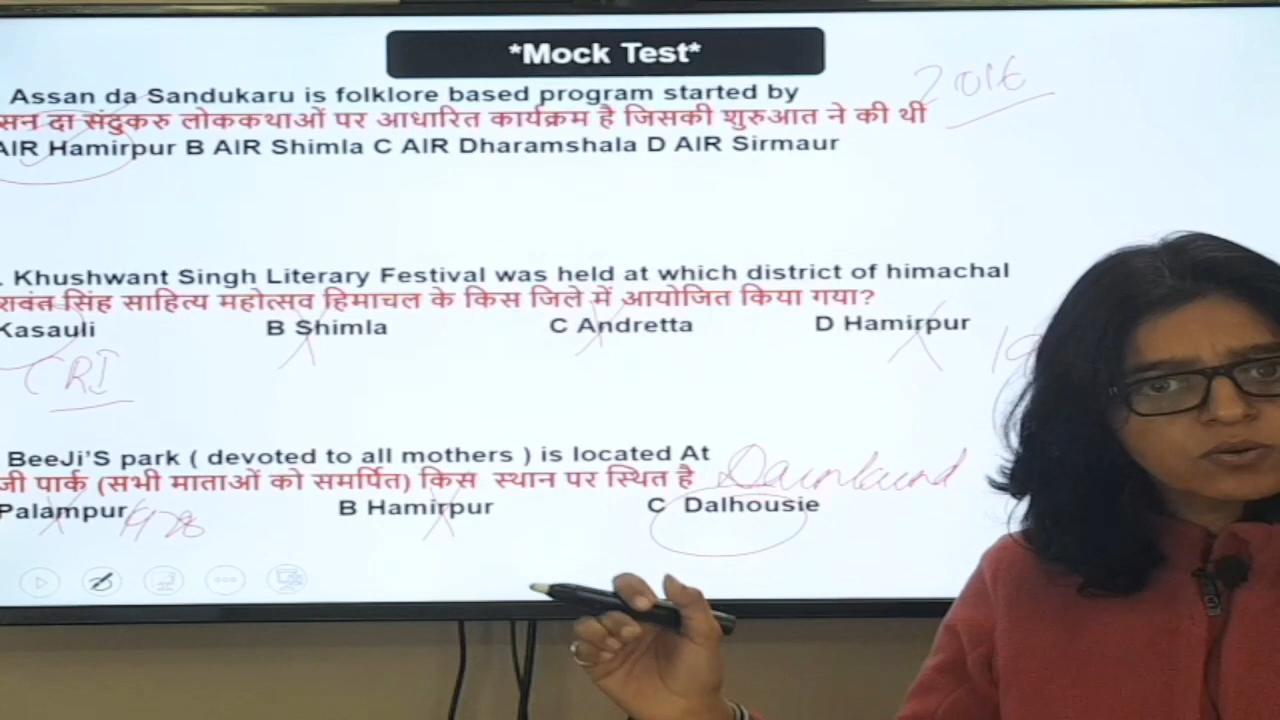 *Mock Test*
2016
Assan da Sandukaru is folklore based program started by
सन दा संदुकरु लोककथाओं पर आधारित कार्यक्रम है जिसकी शुरुआत ने की थी
AIR Hamirpur B AIR Shimla C AIR Dharamshala D AIR Sirmaur
. Khushwant Singh Literary Festival was held at which district of himachal
सिंह साहित्य महोत्सव हिमाचल के किस जिले में आयोजित किया गया?
Kasauli B Shimla C Andretta D Hamirpur
CRI
BeeJi'S park ( devoted to all mothers ) is located At
जी पार्क (सभी माताओं को समर्पित) किस स्थान पर स्थित है
Palampur B Hamirpur C Dalhousie